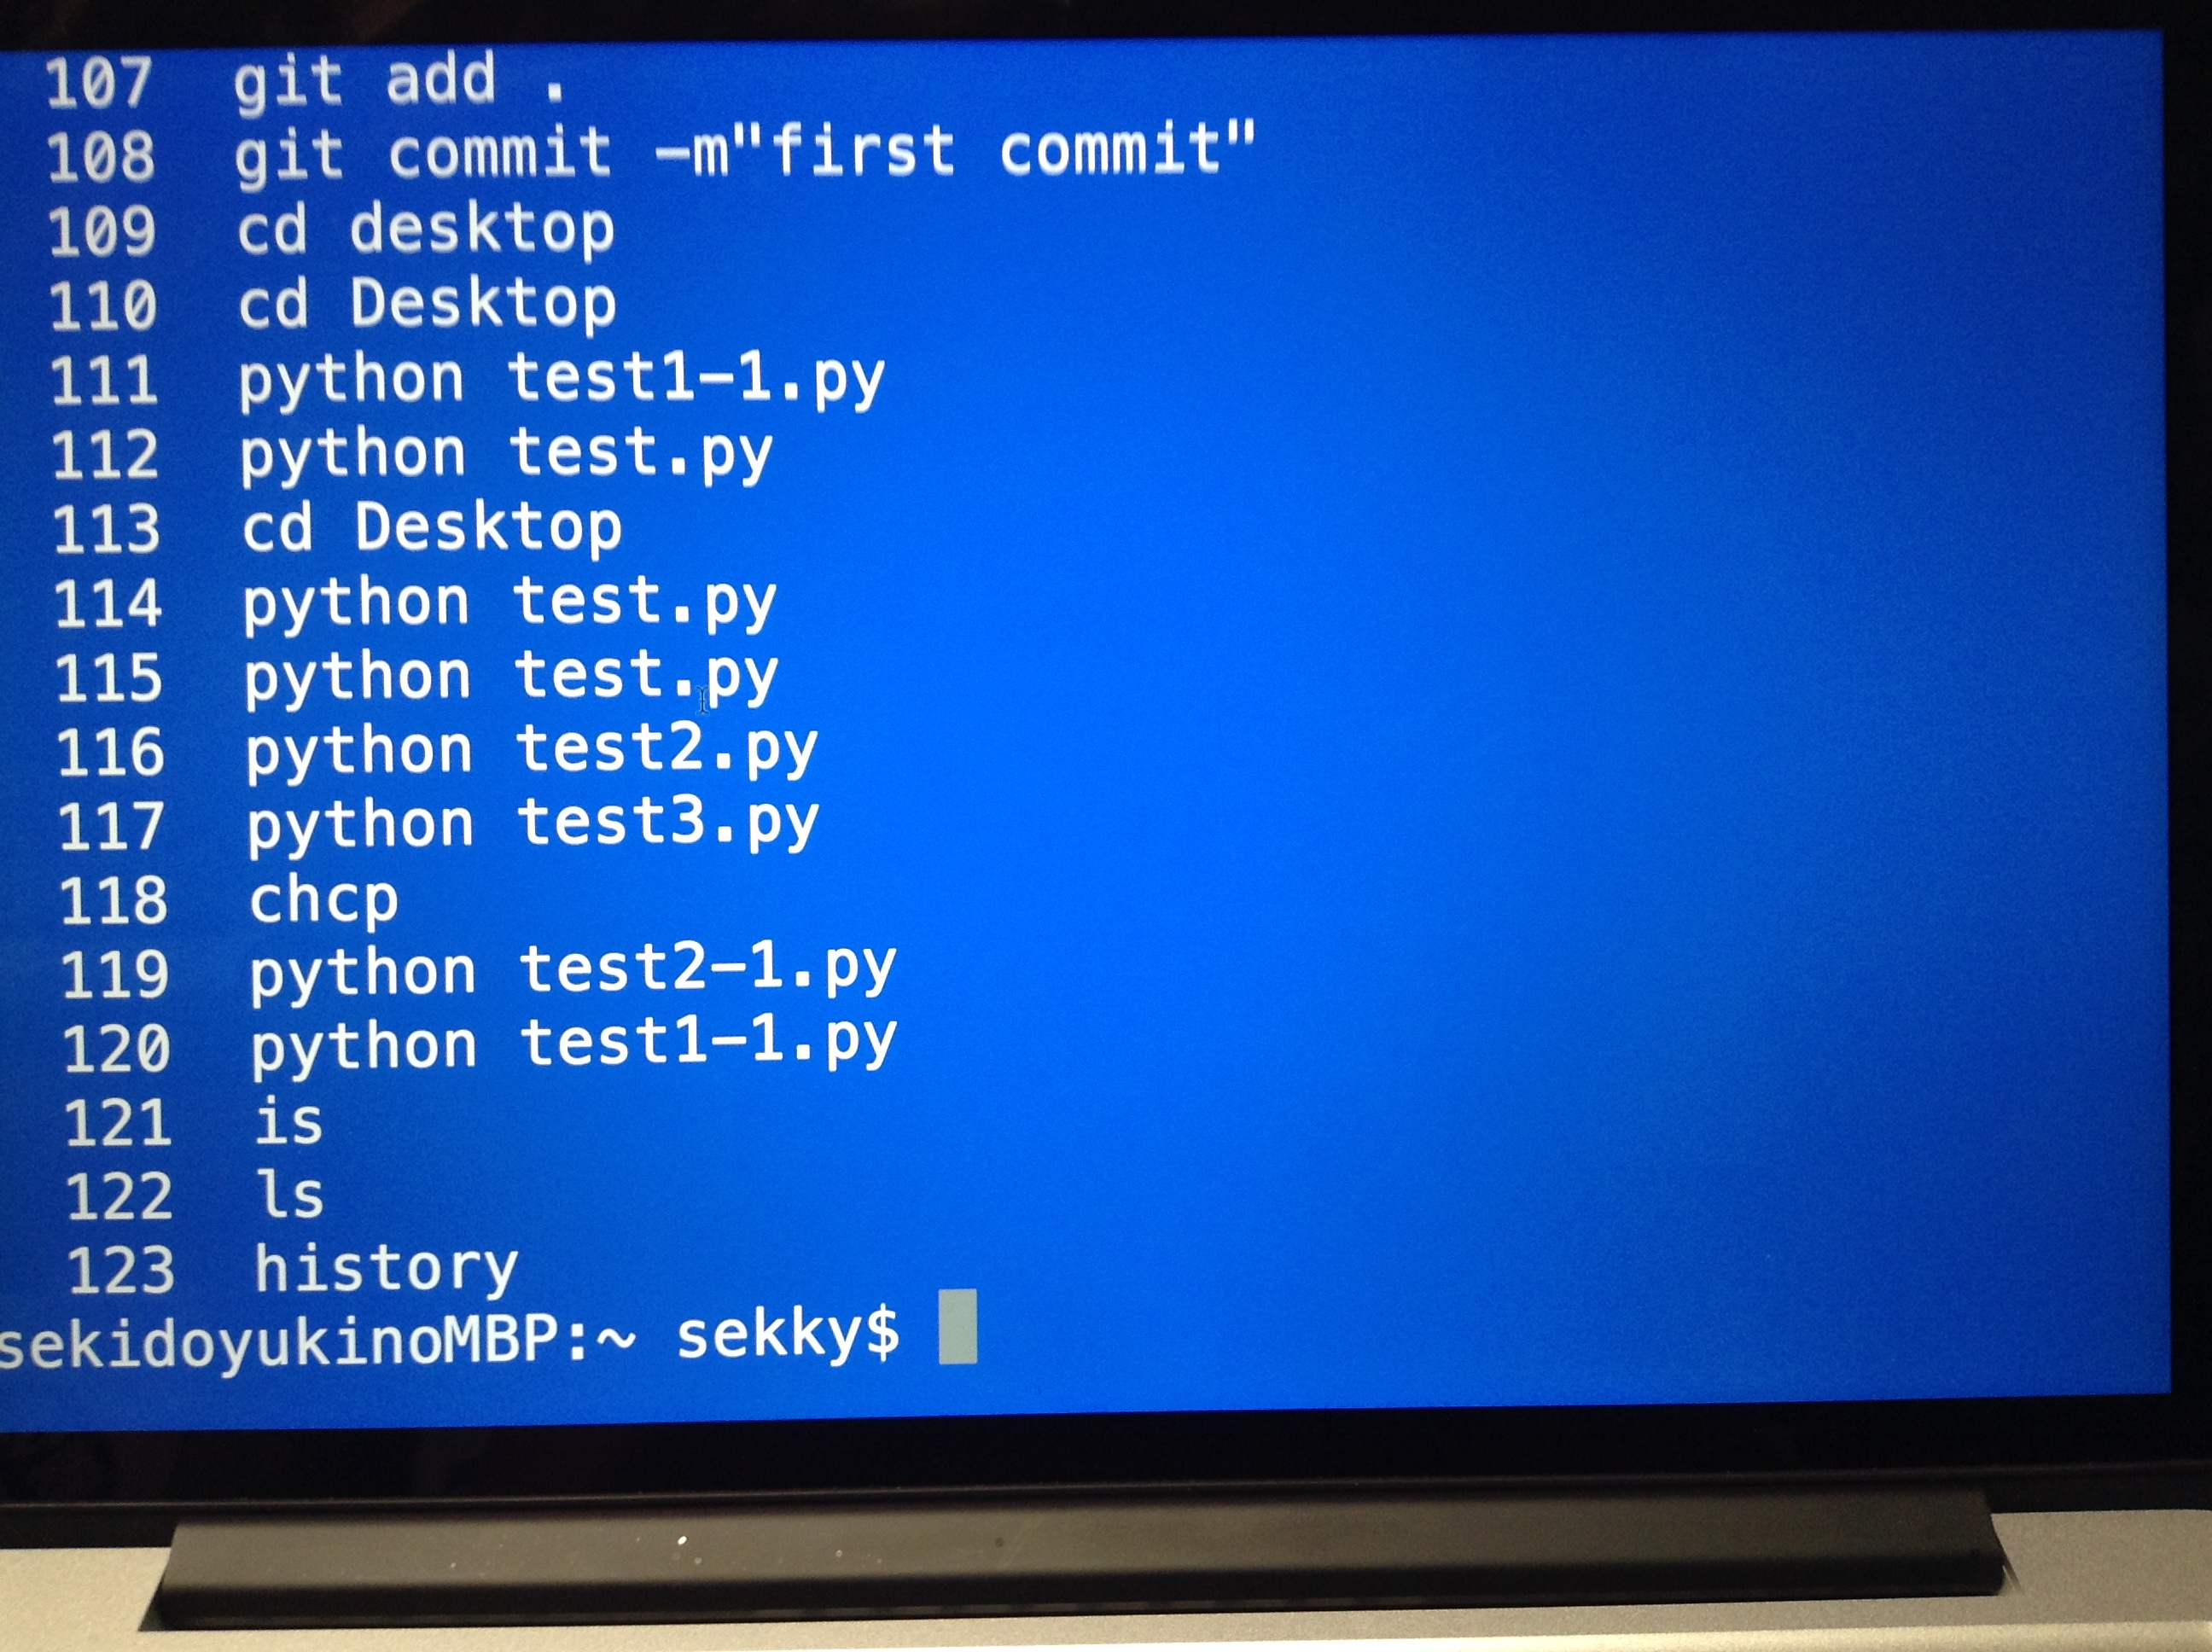 107 git add .
108 git commit -m"first commit"
109 cd desktop
110 cd Desktop
111 python test1-1.py
112 python test.py
113 cd Desktop
114 python test.py
115 python test.py
116 python test2.py
117 python test3.py
118 chcp
119 python test2-1.py
120 python test1-1.py
121 is
122 ls
123 history
sekidoyukinoMBP:~ sekky$